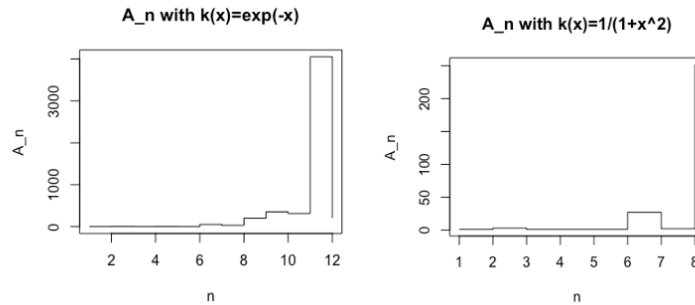 A_n with k(x)=exp(-x)
A_n
0 1000 3000
2 4 6 8 10 12
n
A_n with k(x)=1/(1+x^2)
A_n
0 50 100 200
1 2 3 4 5 6 7 8
n